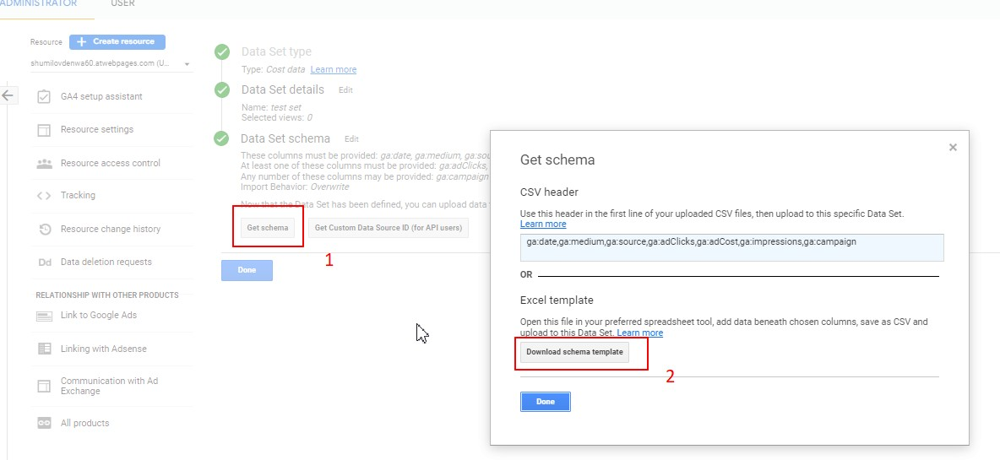 ADMINISTRATOR USER
Resource + Create resource
shumilovdenwa60.atwebpages.com (U...
GA4 setup assistant
Resource settings
Resource access control
Tracking
Resource change history
Dd Data deletion requests
RELATIONSHIP WITH OTHER PRODUCTS
Link to Google Ads
Linking with Adsense
Communication with Ad
Exchange
All products
Data Set type
Type: Cost data Learn more
Data Set details Edit
Name: test set
Selected views: 0
Data Set schema Edit
These columns must be provided: ga:date, ga:medium, ga:sou
At least one of these columns must be provided: ga:adClicks,
Any number of these columns may be provided: ga:campaign
Import Behavior: Overwrite
Now that the Data Set has been defined, you can upload data
Get schema Get Custom Data Source ID (for API users)
1
Done
Get schema ×
CSV header
Use this header in the first line of your uploaded CSV files, then upload to this specific Data Set.
Learn more
ga:date,ga:medium,ga:source,ga:adClicks,ga:adCost,ga:impressions,ga:campaign
OR
Excel template
Open this file in your preferred spreadsheet tool, add data beneath chosen columns, save as CSV and
upload to this Data Set. Learn more
Download schema template
2
Done